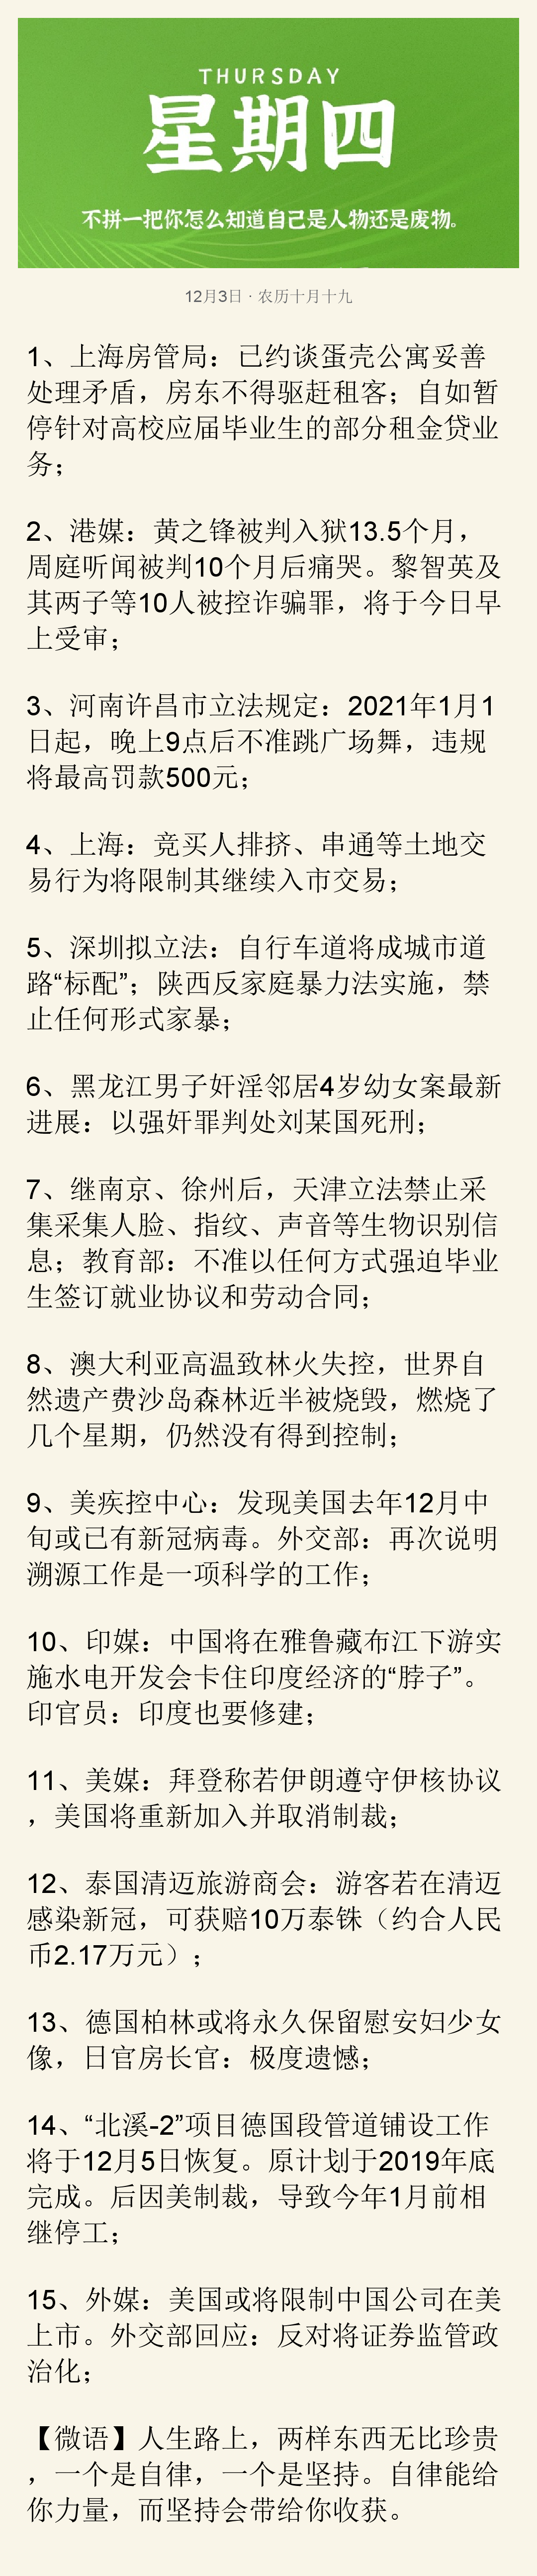 THURSDAY
星期四
不拼一把你怎么知道自己是人物还是废物。
12月3日 · 农历十月十九
1、上海房管局：已约谈蛋壳公寓妥善
处理矛盾，房东不得驱赶租客；自如暂
停针对高校应届毕业生的部分租金贷业
务；
2、港媒：黄之锋被判入狱13.5个月，
周庭听闻被判10个月后痛哭。黎智英及
其两子等10人被控诈骗罪，将于今日早
上受审；
3、河南许昌市立法规定：2021年1月1
日起，晚上9点后不准跳广场舞，违规
将最高罚款500元；
4、上海：竞买人排挤、串通等土地交
易行为将限制其继续入市交易；
5、深圳拟立法：自行车道将成城市道
路“标配”；陕西反家庭暴力法实施，禁
止任何形式家暴；
6、黑龙江男子奸淫邻居4岁幼女案最新
进展：以强奸罪判处刘某国死刑；
7、继南京、徐州后，天津立法禁止采
集采集人脸、指纹、声音等生物识别信
息；教育部：不准以任何方式强迫毕业
生签订就业协议和劳动合同；
8、澳大利亚高温致林火失控，世界自
然遗产费沙岛森林近半被烧毁，燃烧了
几个星期，仍然没有得到控制；
9、美疾控中心：发现美国去年12月中
旬或已有新冠病毒。外交部：再次说明
溯源工作是一项科学的工作；
10、印媒：中国将在雅鲁藏布江下游实
施水电开发会卡住印度经济的“脖子”。
印官员：印度也要修建；
11、美媒：拜登称若伊朗遵守伊核协议
，美国将重新加入并取消制裁；
12、泰国清迈旅游商会：游客若在清迈
感染新冠，可获赔10万泰铢（约合人民
币2.17万元）；
13、德国柏林或将永久保留慰安妇少女
像，日官房长官：极度遗憾；
14、“北溪-2”项目德国段管道铺设工作
将于12月5日恢复。原计划于2019年底
完成。后因美制裁，导致今年1月前相
继停工；
15、外媒：美国或将限制中国公司在美
上市。外交部回应：反对将证券监管政
治化；
【微语】人生路上，两样东西无比珍贵
，一个是自律，一个是坚持。自律能给
你力量，而坚持会带给你收获。